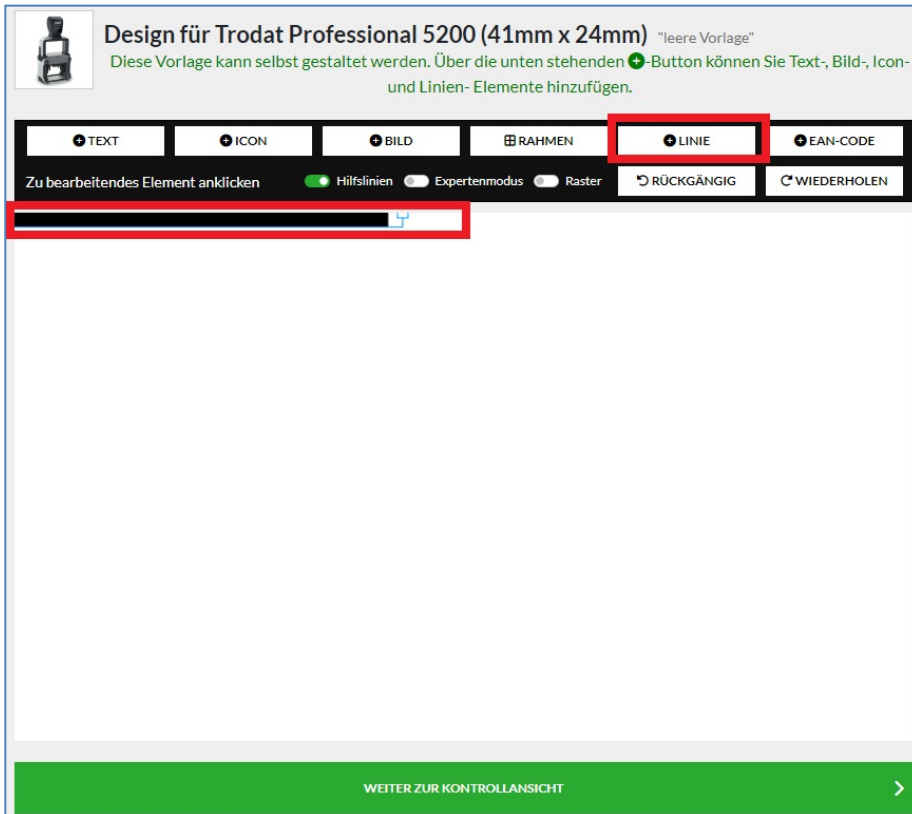 Design für Trodat Professional 5200 (41mm x 24mm) "leere Vorlage"
Diese Vorlage kann selbst gestaltet werden. Über die unten stehenden +-Button können Sie Text-, Bild-, Icon-
und Linien- Elemente hinzufügen.
TEXT ICON BILD RAHMEN LINIE EAN-CODE
Zu bearbeitendes Element anklicken Hilfslinien Expertenmodus Raster RÜCKGÄNGIG WIEDERHOLEN
WEITER ZUR KONTROLLANSICHT